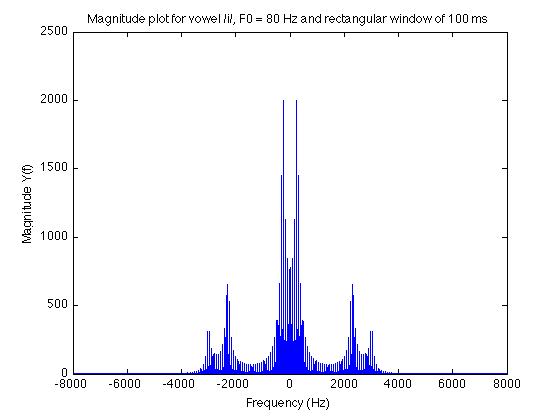 Magnitude plot for vowel /i/, F0 = 80 Hz and rectangular window of 100 ms
2500
2000
1500
1000
500
0
Magnitude Y(f)
-8000 -6000 -4000 -2000 0 2000 4000 6000 8000
Frequency (Hz)